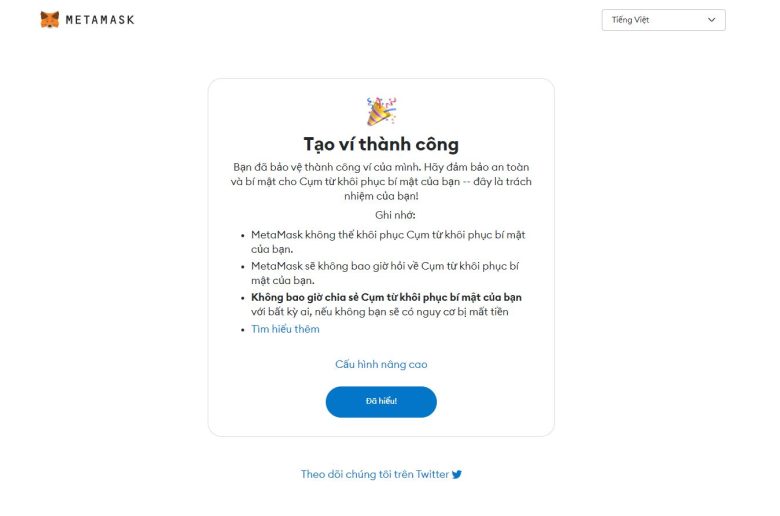 METAMASK
Tiếng Việt
Tạo ví thành công
Bạn đã bảo vệ thành công ví của mình. Hãy đảm bảo an toàn
và bí mật cho Cụm từ khôi phục bí mật của bạn -- đây là trách
nhiệm của bạn!
Ghi nhớ:
• MetaMask không thể khôi phục Cụm từ khôi phục bí mật
của bạn.
• MetaMask sẽ không bao giờ hỏi về Cụm từ khôi phục bí
mật của bạn.
• Không bao giờ chia sẻ Cụm từ khôi phục bí mật của bạn
với bất kỳ ai, nếu không bạn sẽ có nguy cơ bị mất tiền
• Tìm hiểu thêm
Cấu hình nâng cao
Đã hiểu!
Theo dõi chúng tôi trên Twitter